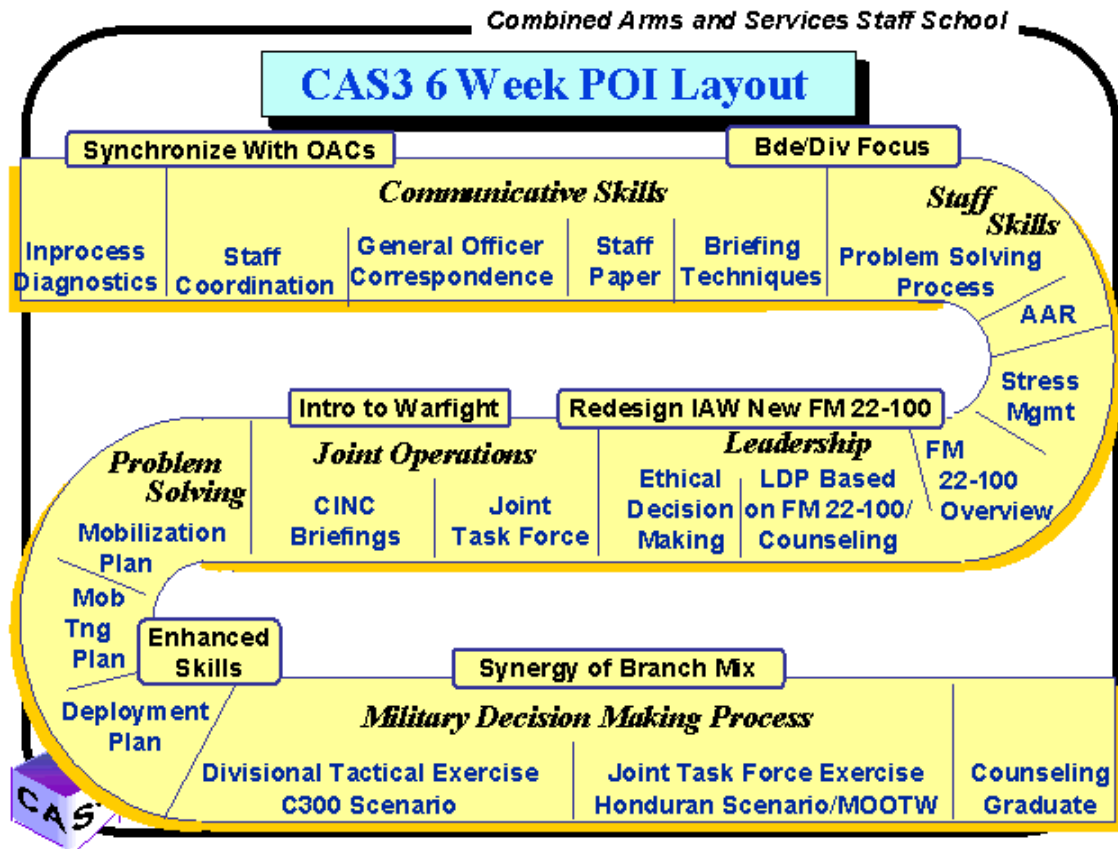 Combined Arms and Services Staff School
CAS3 6 Week POI Layout
Synchronize With OACs
Bde/Div Focus
Communicative Skills
Staff
Skills
Inprocess
Diagnostics
Staff
Coordination
General Officer
Correspondence
Staff
Paper
Briefing
Techniques
Problem Solving
Process
AAR
Stress
Mgmt
FM
22-100
Overview
Redesign IAW New FM 22-100
Leadership
LDP Based
on FM 22-100/
Counseling
Ethical
Decision
Making
Intro to Warfight
Joint Operations
Joint
Task Force
CINC
Briefings
Problem
Solving
Mobilization
Plan
Mob
Tng
Plan
Enhanced
Skills
Deployment
Plan
Synergy of Branch Mix
Military Decision Making Process
Divisional Tactical Exercise
C300 Scenario
Joint Task Force Exercise
Honduran Scenario/MOOTW
Counseling
Graduate
CAS